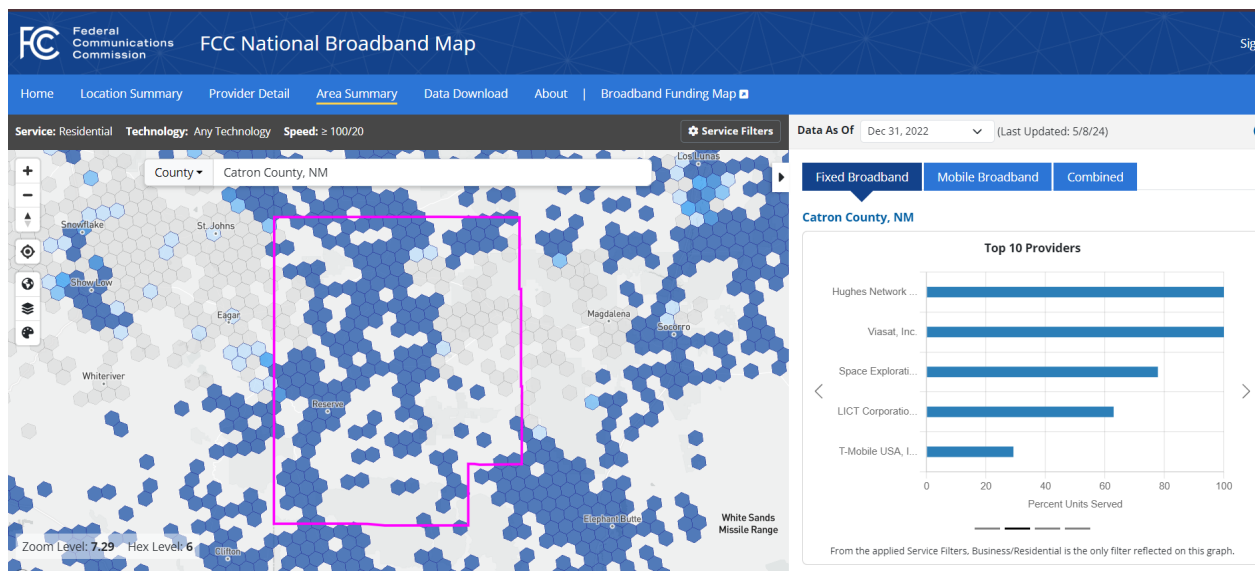 FCC
Federal
Communications
Commission
FCC National Broadband Map
Home Location Summary Provider Detail Area Summary Data Download About | Broadband Funding Map
Service: Residential Technology: Any Technology Speed: ≥ 100/20
Service Filters
Data As Of Dec 31, 2022 (Last Updated: 5/8/24)
County Catron County, NM
Los Lunas
Snowflake
St. Johns
Show Low
Eagar
Magdalena
Socorro
Whiteriver
Reserve
Elephant Butte
White Sands
Missile Range
Clifton
Zoom Level: 7.29 Hex Level: 6
Fixed Broadband Mobile Broadband Combined
Catron County, NM
Top 10 Providers
Hughes Network ...
Viasat, Inc.
Space Explorati...
LICT Corporatio...
T-Mobile USA, I...
0 20 40 60 80 100
Percent Units Served
From the applied Service Filters, Business/Residential is the only filter reflected on this graph.